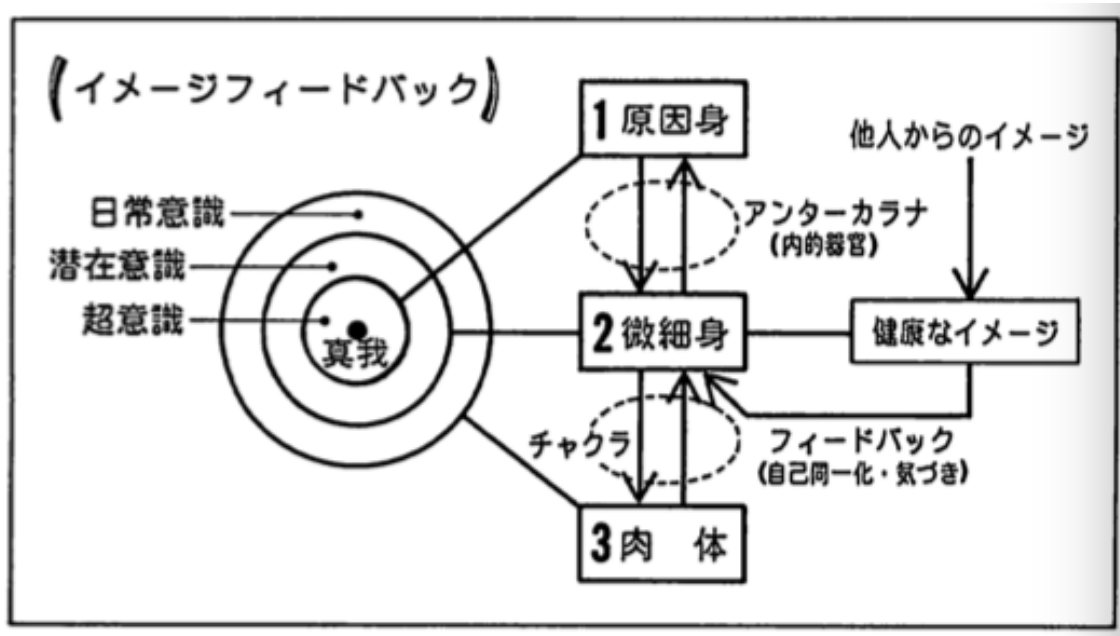 (イメージフィードバック)
1 原因身
他人からのイメージ
日常意識
アンターカラナ
(内的器官)
潜在意識
超意識
真我
2 微細身
健康なイメージ
チャクラ
フィードバック
(自己同一化・気づき)
3 肉 体